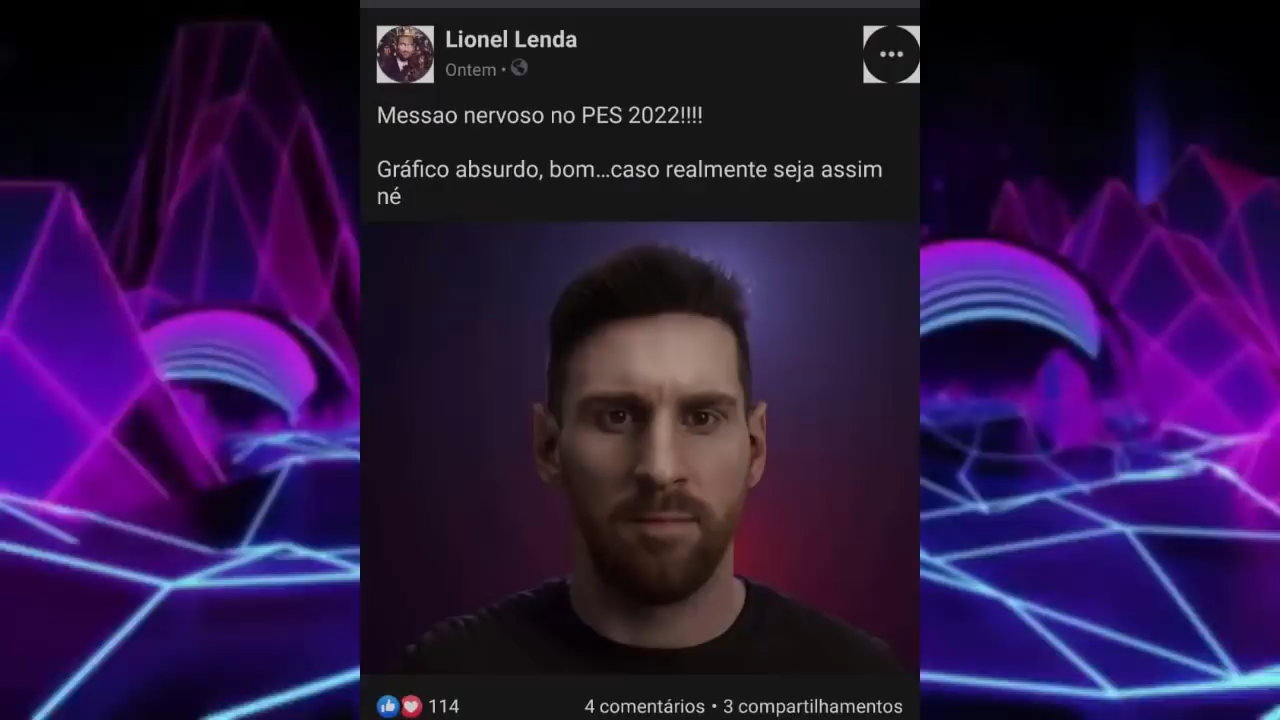 Lionel Lenda
Ontem •
Messao nervoso no PES 2022!!!!
Gráfico absurdo, bom...caso realmente seja assim
né
114
4 comentários • 3 compartilhamentos